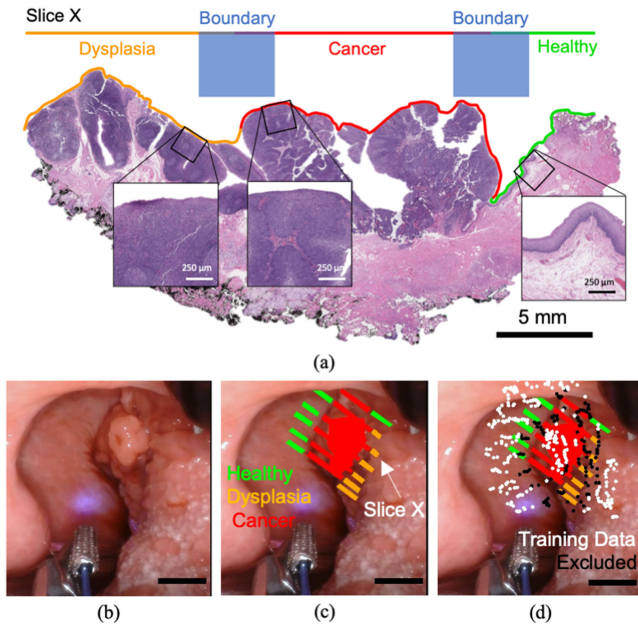 Slice X
Boundary
Boundary
Dysplasia
Cancer
Healthy
250 µm
250 µm
250 µm
5 mm
(a)
Healthy
Dysplasia
Cancer
Slice X
Training Data
Excluded
(b)
(c)
(d)